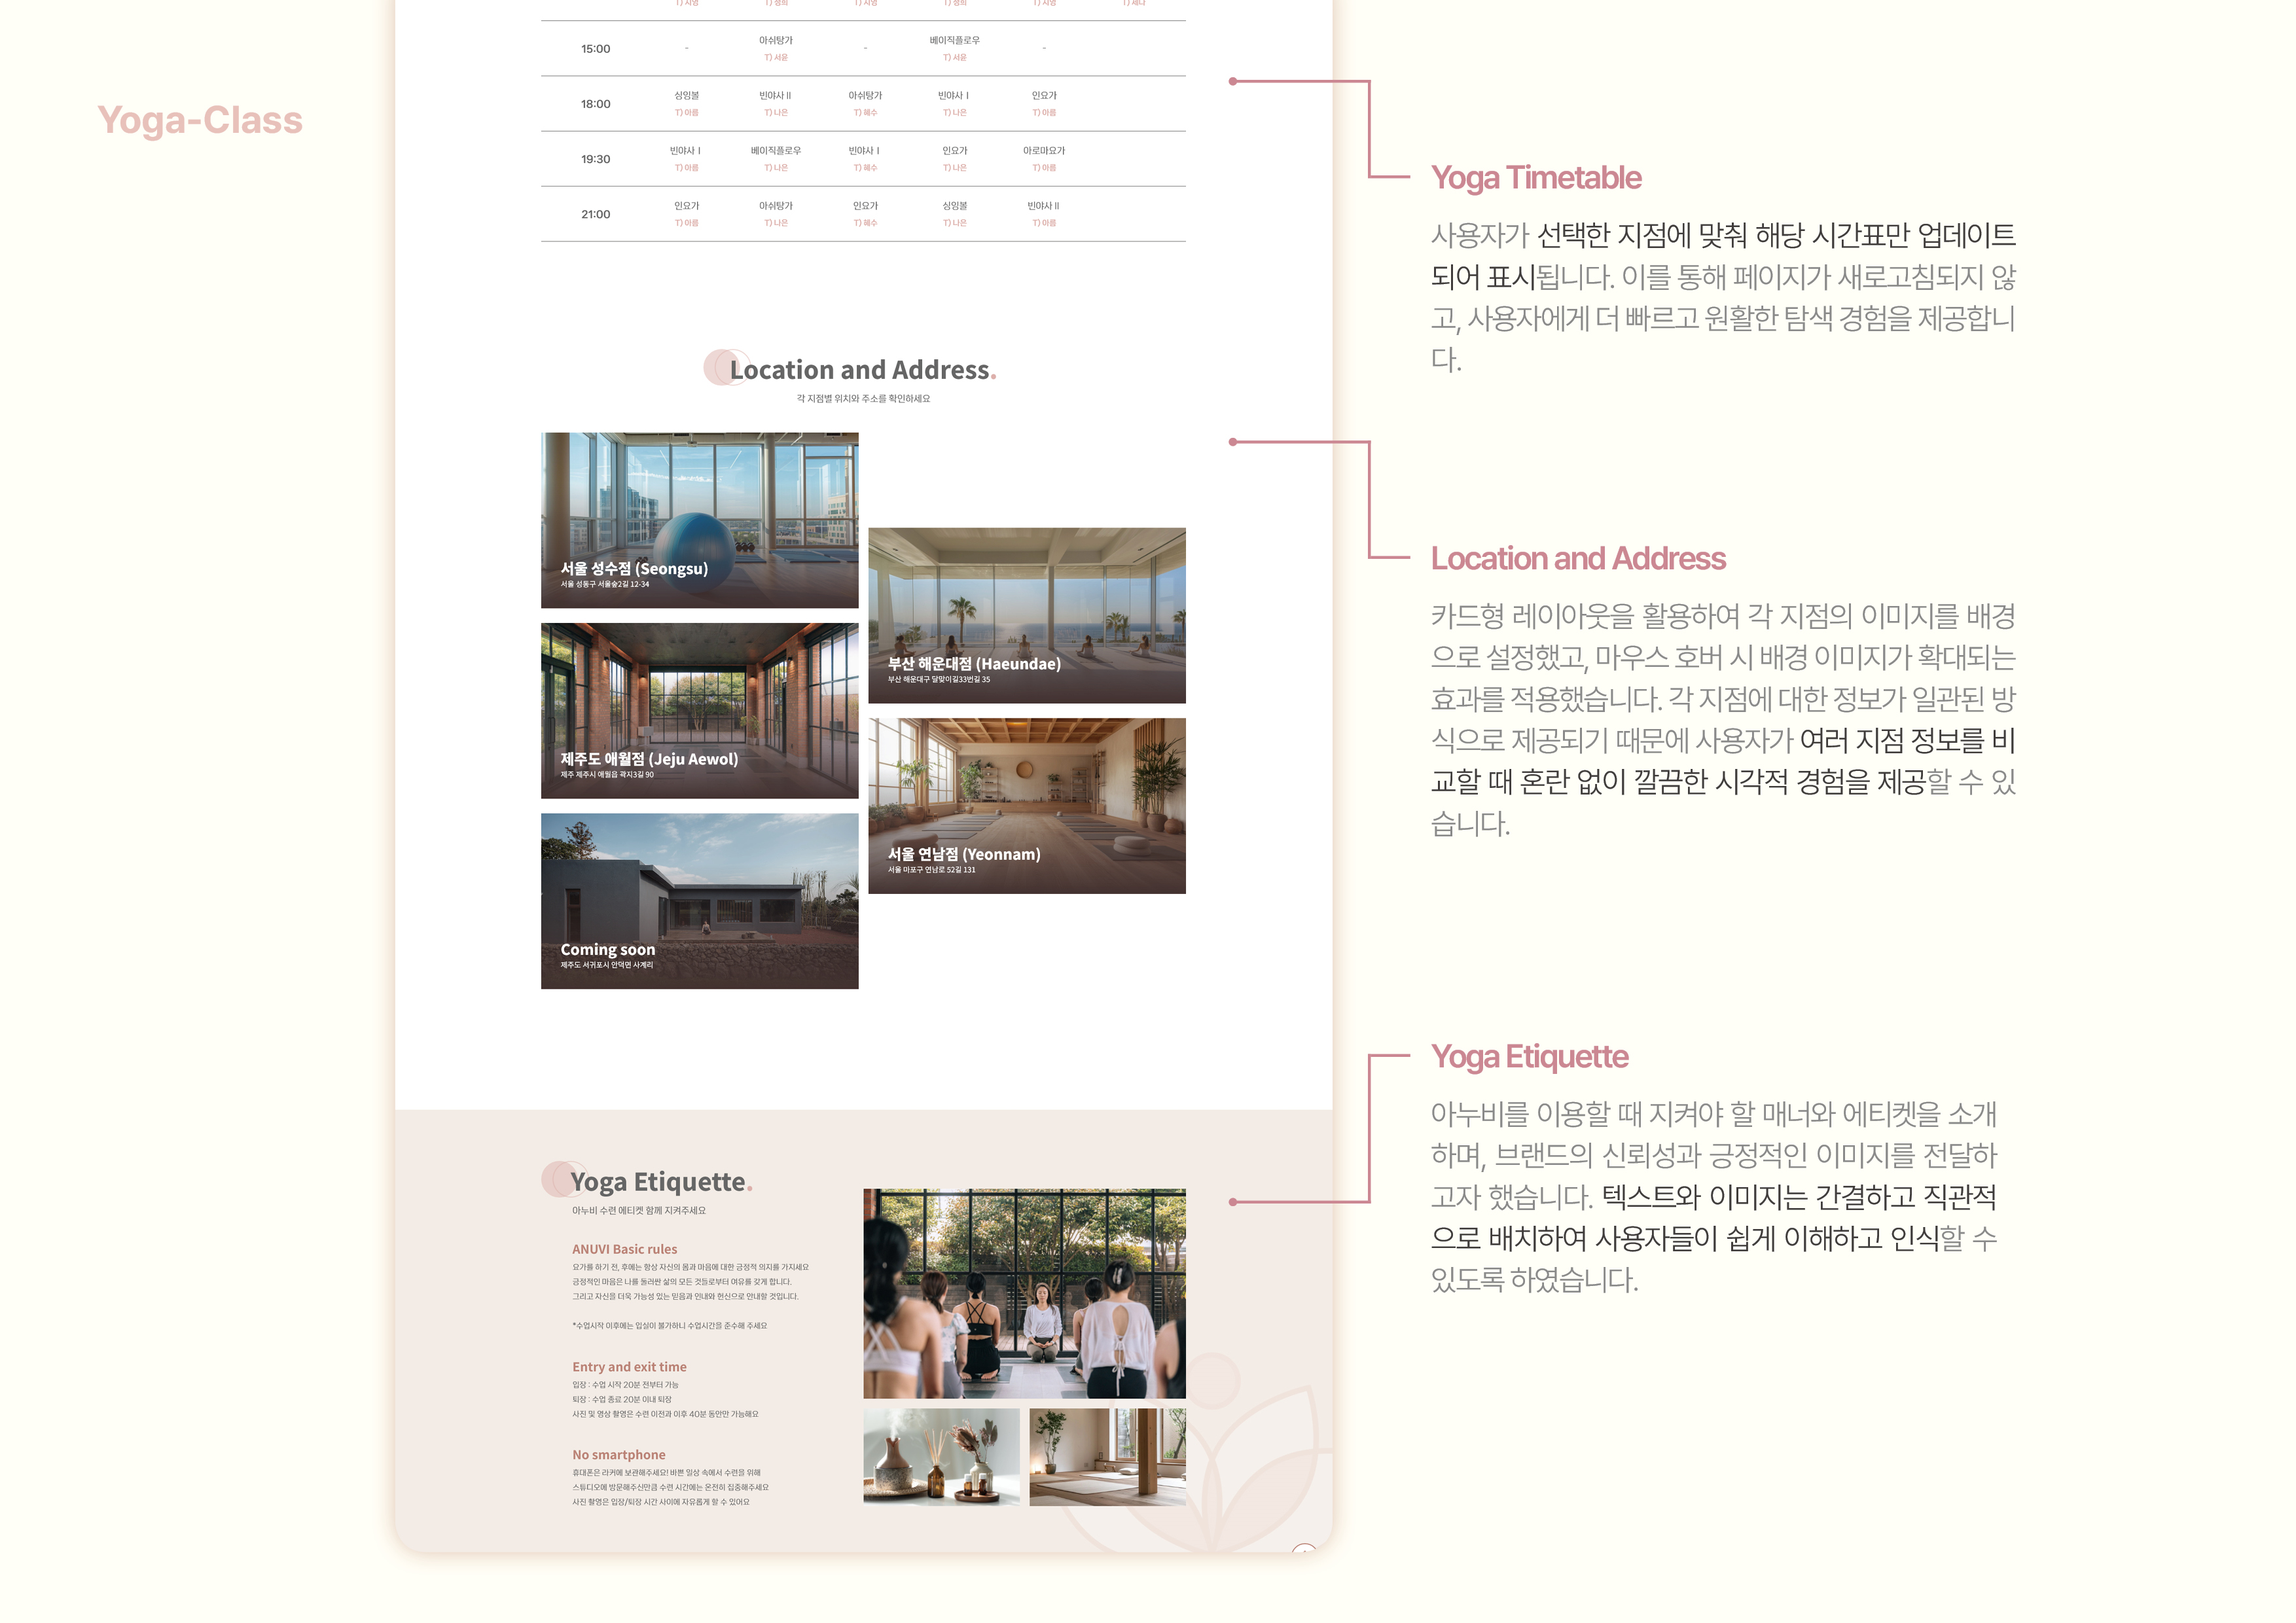 Yoga-Class
T) 지영 T) 정희 T) 지영 T) 정희 T) 지영 T) 세나
15:00 - 아쉬탕가 - 베이직플로우 -
T) 서윤 T) 서윤
18:00 싱잉볼 빈야사 II 아쉬탕가 빈야사 I 인요가
T) 아름 T) 나은 T) 혜수 T) 나은 T) 아름
19:30 빈야사 I 베이직플로우 빈야사 I 인요가 아로마요가
T) 아름 T) 나은 T) 혜수 T) 나은 T) 아름
21:00 인요가 아쉬탕가 인요가 싱잉볼 빈야사 II
T) 아름 T) 나은 T) 혜수 T) 나은 T) 아름
Location and Address.
각 지점별 위치와 주소를 확인하세요
서울 성수점 (Seongsu)
서울 성동구 서울숲2길 12-34
부산 해운대점 (Haeundae)
부산 해운대구 달맞이길33번길 35
제주도 애월점 (Jeju Aewol)
제주 제주시 애월읍 곽지3길 90
서울 연남점 (Yeonnam)
서울 마포구 연남로 52길 131
Coming soon
제주도 서귀포시 안덕면 사계리
Yoga Etiquette.
아누비 수련 에티켓 함께 지켜주세요
ANUVI Basic rules
요가를 하기 전, 후에는 항상 자신의 몸과 마음에 대한 긍정적 의지를 가지세요
긍정적인 마음은 나를 둘러싼 삶의 모든 것들로부터 여유를 갖게 합니다.
그리고 자신을 더욱 가능성 있는 믿음과 인내와 헌신으로 안내할 것입니다.
*수업시작 이후에는 입실이 불가하니 수업시간을 준수해 주세요
Entry and exit time
입장 : 수업 시작 20분 전부터 가능
퇴장 : 수업 종료 20분 이내 퇴장
사진 및 영상 촬영은 수련 이전과 이후 40분 동안만 가능해요
No smartphone
휴대폰은 라커에 보관해주세요! 바쁜 일상 속에서 수련을 위해
스튜디오에 방문해주신만큼 수련 시간에는 온전히 집중해주세요
사진 촬영은 입장/퇴장 시간 사이에 자유롭게 할 수 있어요
Yoga Timetable
사용자가 선택한 지점에 맞춰 해당 시간표만 업데이트
되어 표시됩니다. 이를 통해 페이지가 새로고침되지 않
고, 사용자에게 더 빠르고 원활한 탐색 경험을 제공합니
다.
Location and Address
카드형 레이아웃을 활용하여 각 지점의 이미지를 배경
으로 설정했고, 마우스 호버 시 배경 이미지가 확대되는
효과를 적용했습니다. 각 지점에 대한 정보가 일관된 방
식으로 제공되기 때문에 사용자가 여러 지점 정보를 비
교할 때 혼란 없이 깔끔한 시각적 경험을 제공할 수 있
습니다.
Yoga Etiquette
아누비를 이용할 때 지켜야 할 매너와 에티켓을 소개
하며, 브랜드의 신뢰성과 긍정적인 이미지를 전달하
고자 했습니다. 텍스트와 이미지는 간결하고 직관적
으로 배치하여 사용자들이 쉽게 이해하고 인식할 수
있도록 하였습니다.